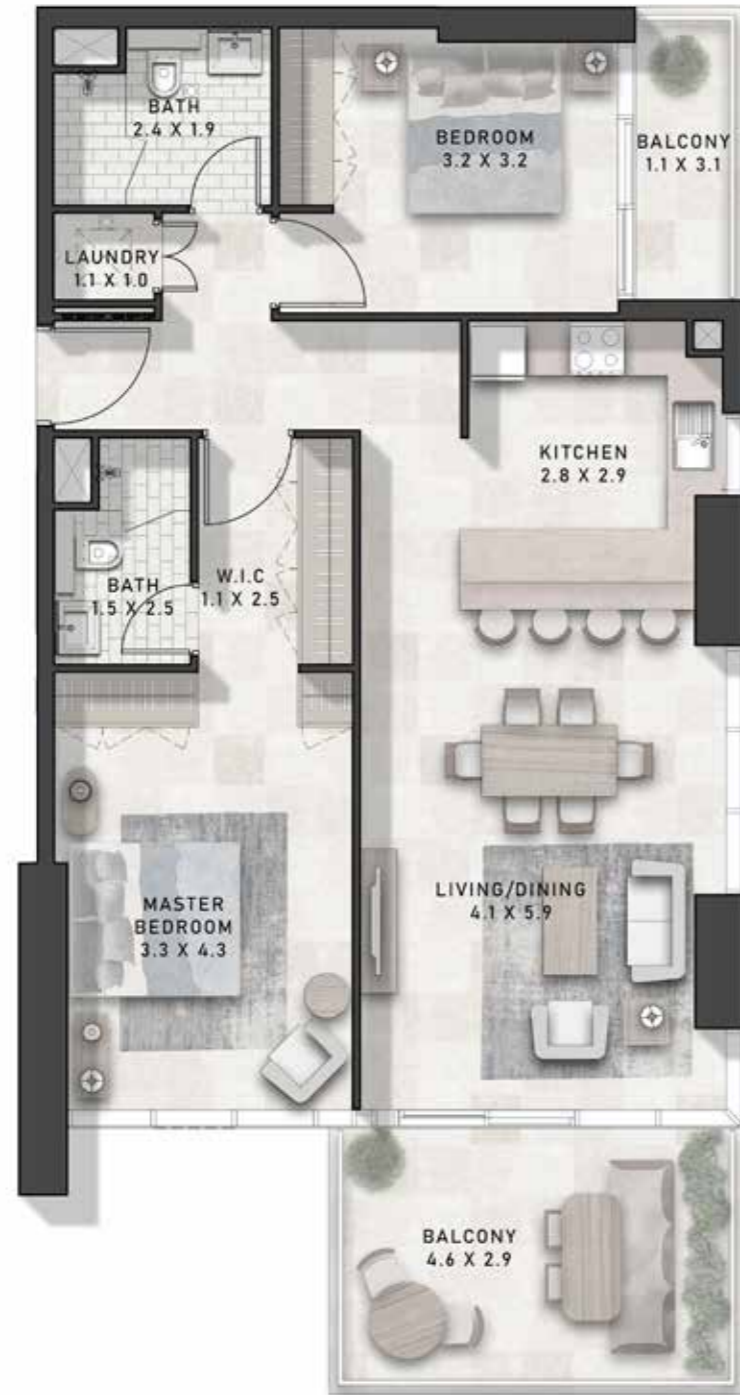 BATH
2.4 X 1.9
BEDROOM
3.2 X 3.2
BALCONY
1.1 X 3.1
LAUNDRY
1.1 X 1.0
KITCHEN
2.8 X 2.9
BATH
1.5 X 2.5
W.I.C
1.1 X 2.5
MASTER
BEDROOM
3.3 X 4.3
LIVING/DINING
4.1 X 5.9
BALCONY
4.6 X 2.9